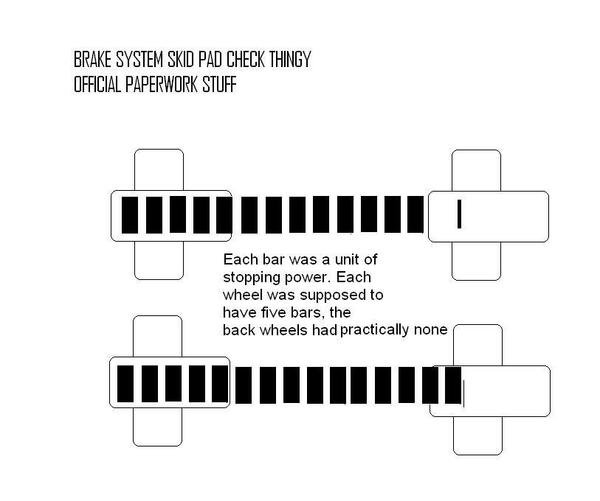 BRAKE SYSTEM SKID PAD CHECK THINGY
OFFICIAL PAPERWORK STUFF
Each bar was a unit of
stopping power. Each
wheel was supposed to
have five bars, the
back wheels had practically none